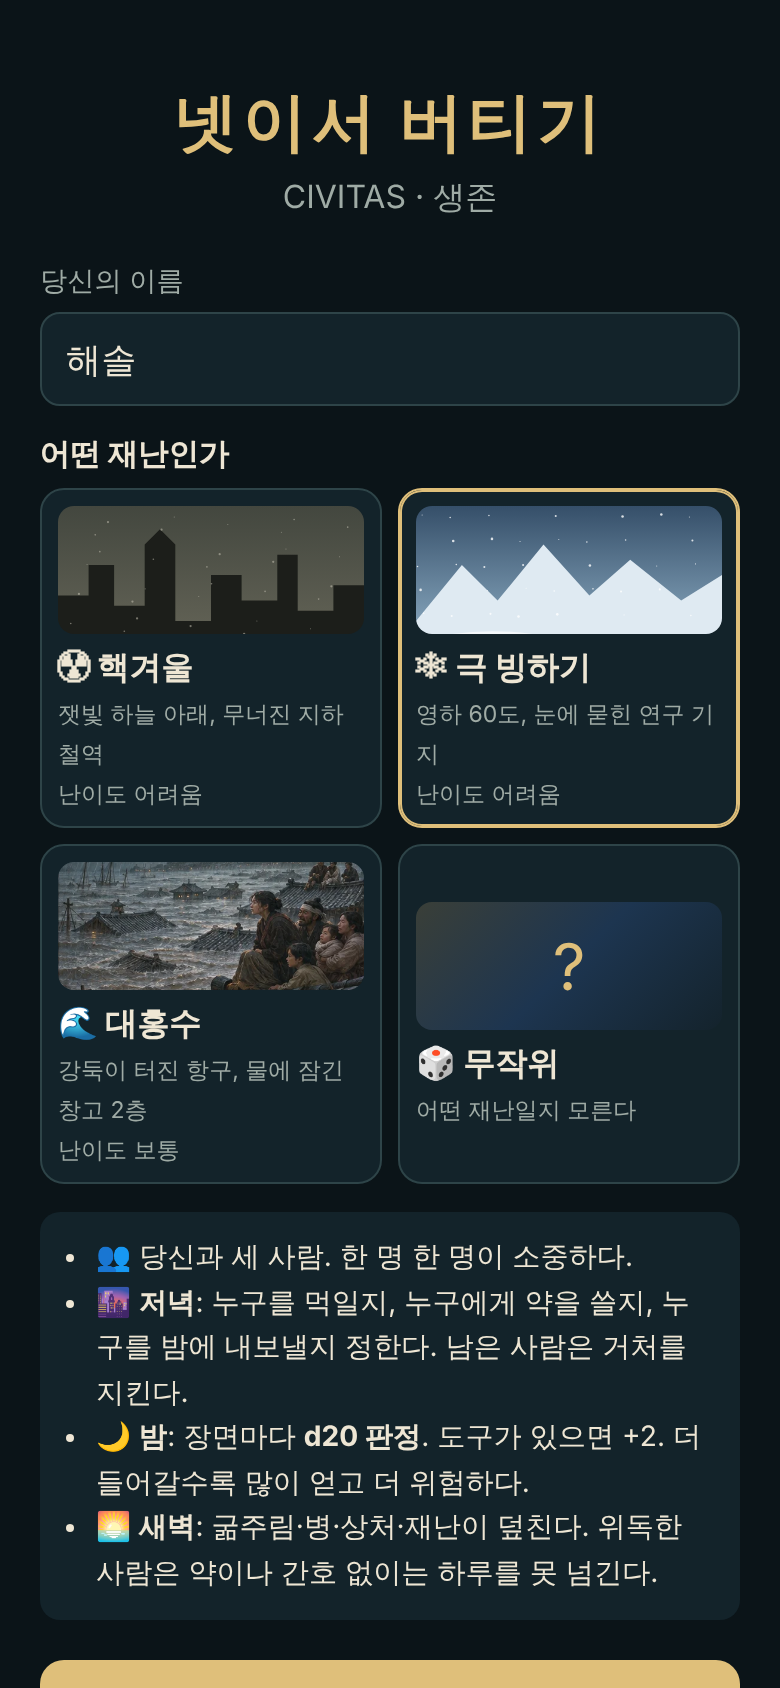 넷이서 버티기
CIVITAS · 생존
당신의 이름
해솔
어떤 재난인가
☢ 핵겨울
잿빛 하늘 아래, 무너진 지하
철역
난이도 어려움
❄ 극 빙하기
영하 60도, 눈에 묻힌 연구 기
지
난이도 어려움
🌊 대홍수
강둑이 터진 항구, 물에 잠긴
창고 2층
난이도 보통
?
🎲 무작위
어떤 재난일지 모른다
• 👥 당신과 세 사람. 한 명 한 명이 소중하다.
• 🌆 저녁: 누구를 먹일지, 누구에게 약을 쓸지, 누
구를 밤에 내보낼지 정한다. 남은 사람은 거처를
지킨다.
• 🌙 밤: 장면마다 d20 판정. 도구가 있으면 +2. 더
들어갈수록 많이 얻고 더 위험하다.
• 🌅 새벽: 굶주림·병·상처·재난이 덮친다. 위독한
사람은 약이나 간호 없이는 하루를 못 넘긴다.